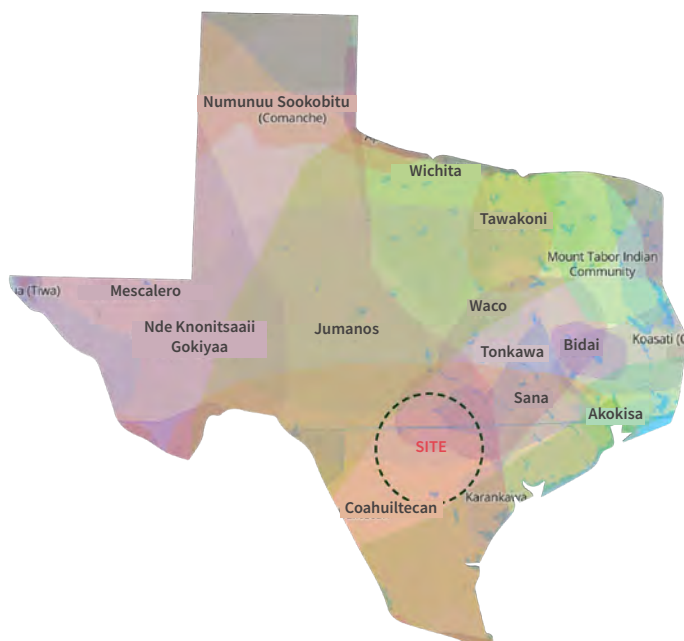 Numunuu Sookobitu
(Comanche)
Wichita
Tawakoni
Mount Tabor Indian
Community
ua (Tiwa)
Mescalero
Waco
Nde Knonitsaaii
Gokiyaa
Jumanos
Tonkawa
Bidai
Koasati (C
Sana
Akokisa
SITE
Karankawa
Coahuiltecan